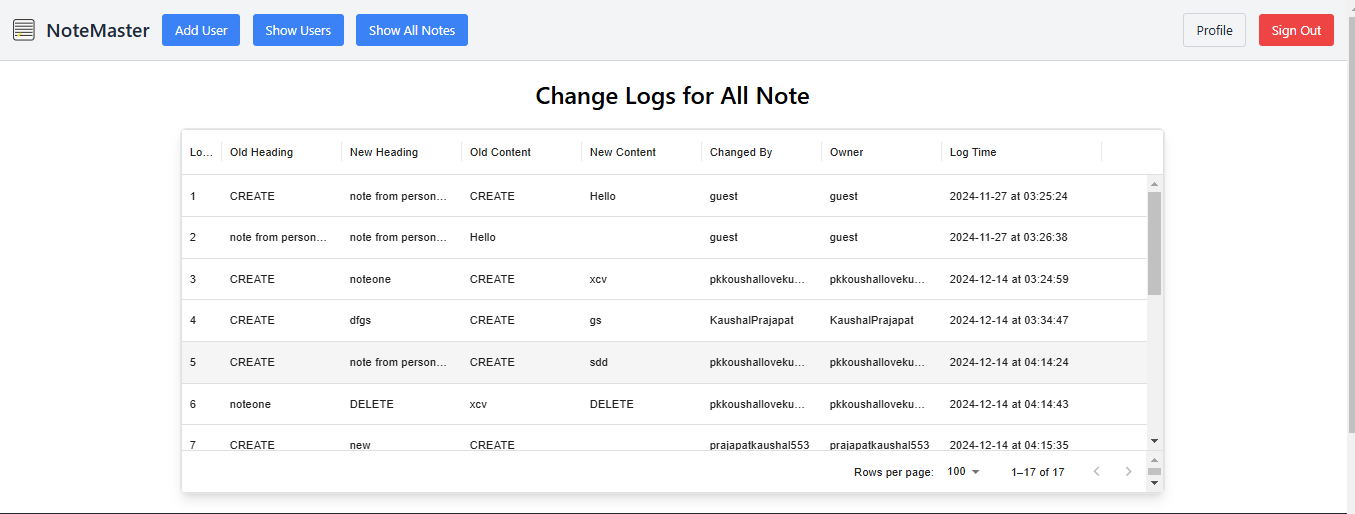 NoteMaster Add User Show Users Show All Notes Profile Sign Out
Change Logs for All Note
Lo... Old Heading New Heading Old Content New Content Changed By Owner Log Time
1 CREATE note from person... CREATE Hello guest guest 2024-11-27 at 03:25:24
2 note from person... note from person... Hello guest guest 2024-11-27 at 03:26:38
3 CREATE noteone CREATE xcv pkkoushalloveku... pkkoushalloveku... 2024-12-14 at 03:24:59
4 CREATE dfgs CREATE gs KaushalPrajapat KaushalPrajapat 2024-12-14 at 03:34:47
5 CREATE note from person... CREATE sdd pkkoushalloveku... pkkoushalloveku... 2024-12-14 at 04:14:24
6 noteone DELETE xcv DELETE pkkoushalloveku... pkkoushalloveku... 2024-12-14 at 04:14:43
7 CREATE new CREATE prajapatkaushal553 prajapatkaushal553 2024-12-14 at 04:15:35
Rows per page: 100 1–17 of 17